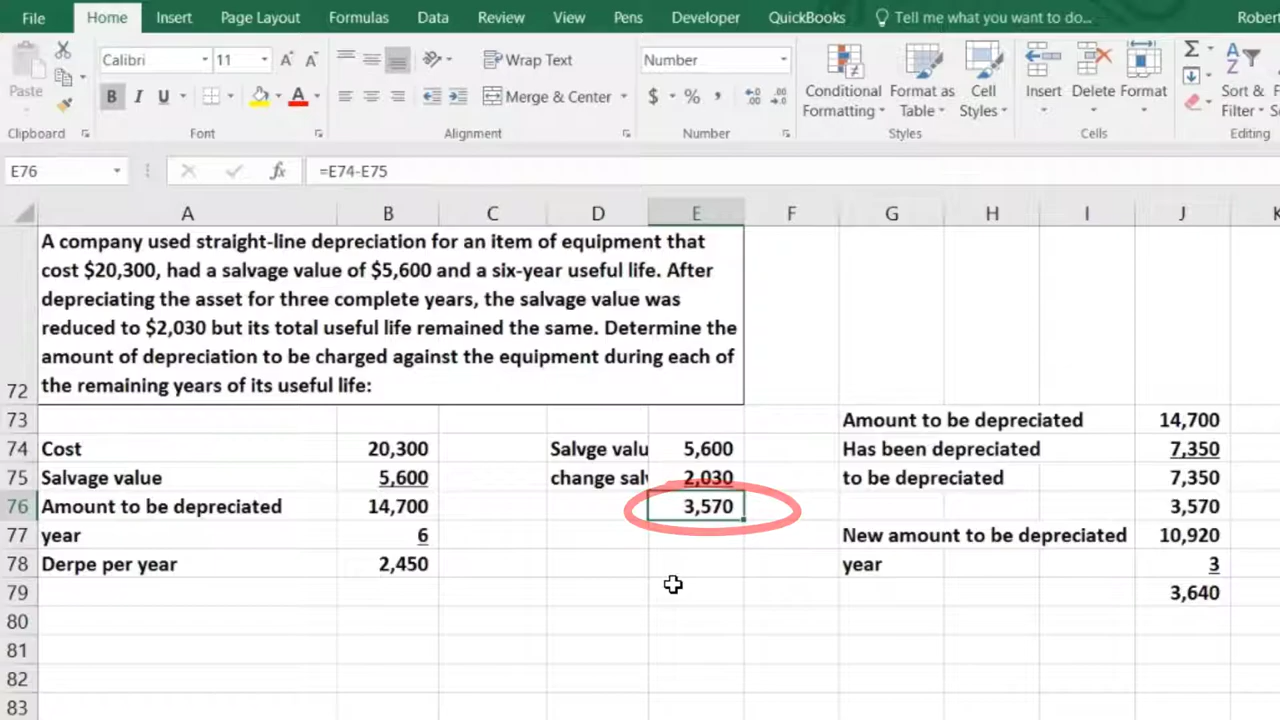 File Home Insert Page Layout Formulas Data Review View Pens Developer QuickBooks Tell me what you want to do... Rober
Paste
Calibri 11
B I U A
Clipboard
Font
Wrap Text
Merge & Center
Alignment
Number
$ % ,
Number
Conditional Formatting
Format as Table
Cell Styles
Styles
Insert Delete Format
Cells
Sort & Filter
Editing
E76 fx =E74-E75
A B C D E F G H I J K
A company used straight-line depreciation for an item of equipment that
cost $20,300, had a salvage value of $5,600 and a six-year useful life. After
depreciating the asset for three complete years, the salvage value was
reduced to $2,030 but its total useful life remained the same. Determine the
amount of depreciation to be charged against the equipment during each of
72 the remaining years of its useful life:
73 Amount to be depreciated 14,700
74 Cost 20,300 Salvge valu 5,600 Has been depreciated 7,350
75 Salvage value 5,600 change sal 2,030 to be depreciated 7,350
76 Amount to be depreciated 14,700 3,570 3,570
77 year 6 New amount to be depreciated 10,920
78 Derpe per year 2,450 year 3
79 3,640
80
81
82
83